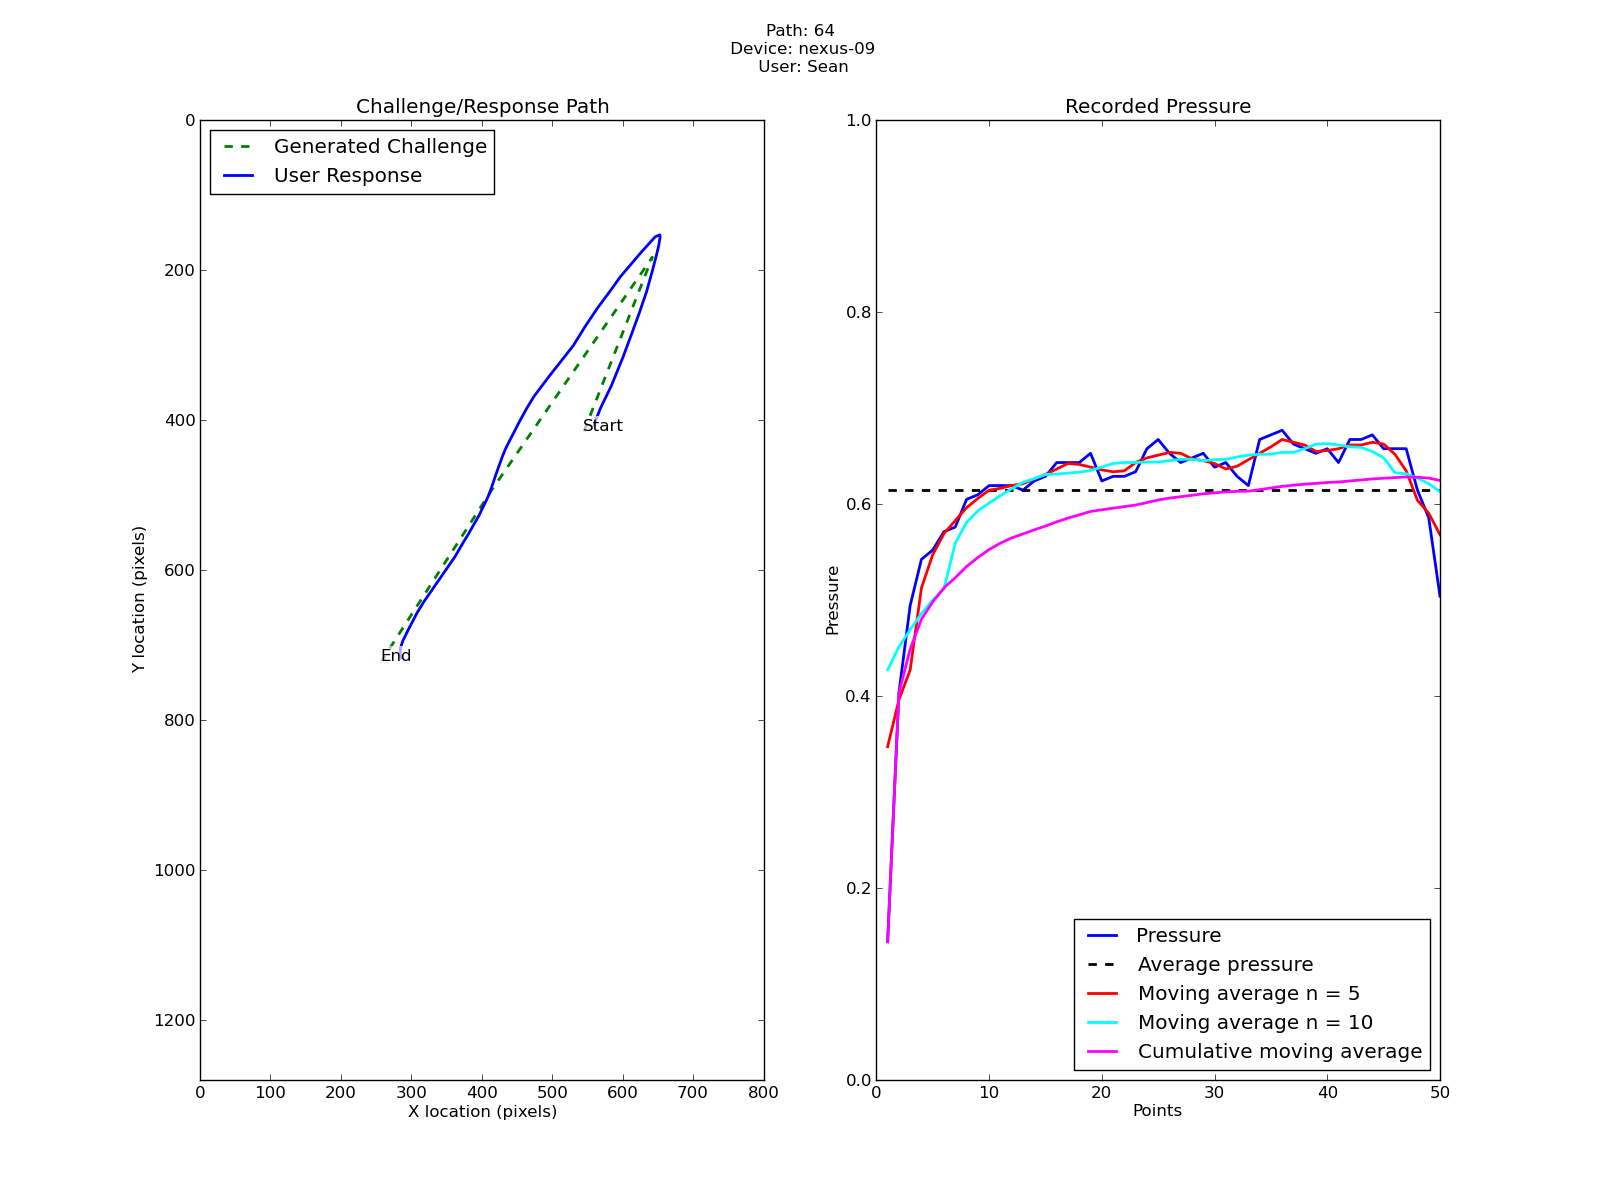 Path: 64
Device: nexus-09
User: Sean
Challenge/Response Path
Generated Challenge
User Response
Start
End
0
200
400
600
800
1000
1200
Y location (pixels)
0 100 200 300 400 500 600 700 800
X location (pixels)
Recorded Pressure
1.0
0.8
0.6
0.4
0.2
0.0
Pressure
Pressure
Average pressure
Moving average n = 5
Moving average n = 10
Cumulative moving average
0 10 20 30 40 50
Points